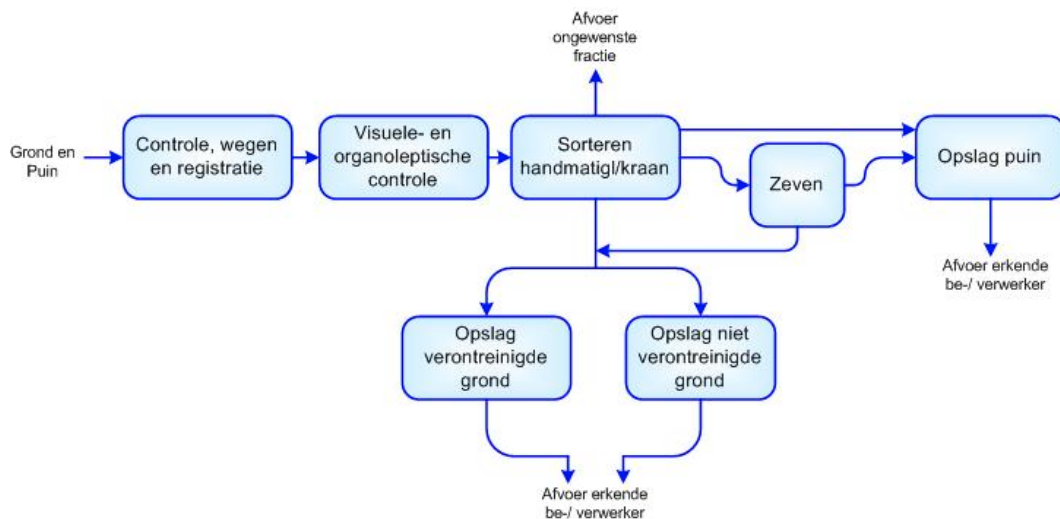 Afvoer
ongewenste
fractie
Grond en
Puin
Controle, wegen
en registratie
Visuele- en
organoleptische
controle
Sorteren
handmatigl/kraan
Zeven
Opslag puin
Afvoer erkende
be-/ verwerker
Opslag
verontreinigde
grond
Opslag niet
verontreinigde
grond
Afvoer erkende
be-/ verwerker